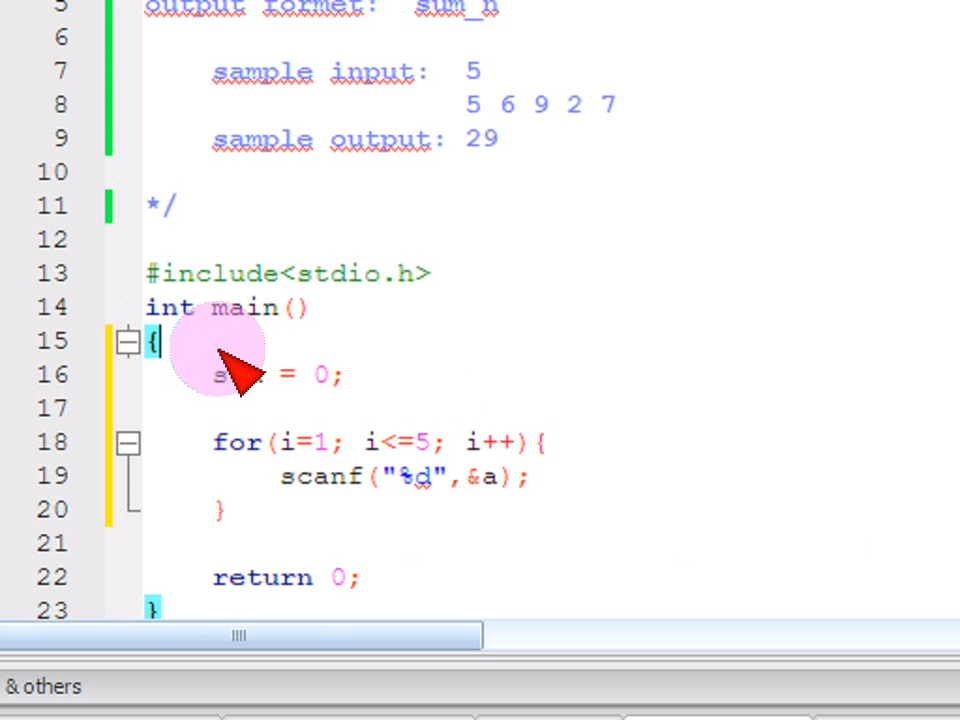 5 output formet: sum_n
6
7 sample input: 5
8 5 6 9 2 7
9 sample output: 29
10
11 */
12
13 #include<stdio.h>
14 int main()
15 {
16 = 0;
17
18 for(i=1; i<=5; i++){
19 scanf("%d",&a);
20 }
21
22 return 0;
23 }
& others